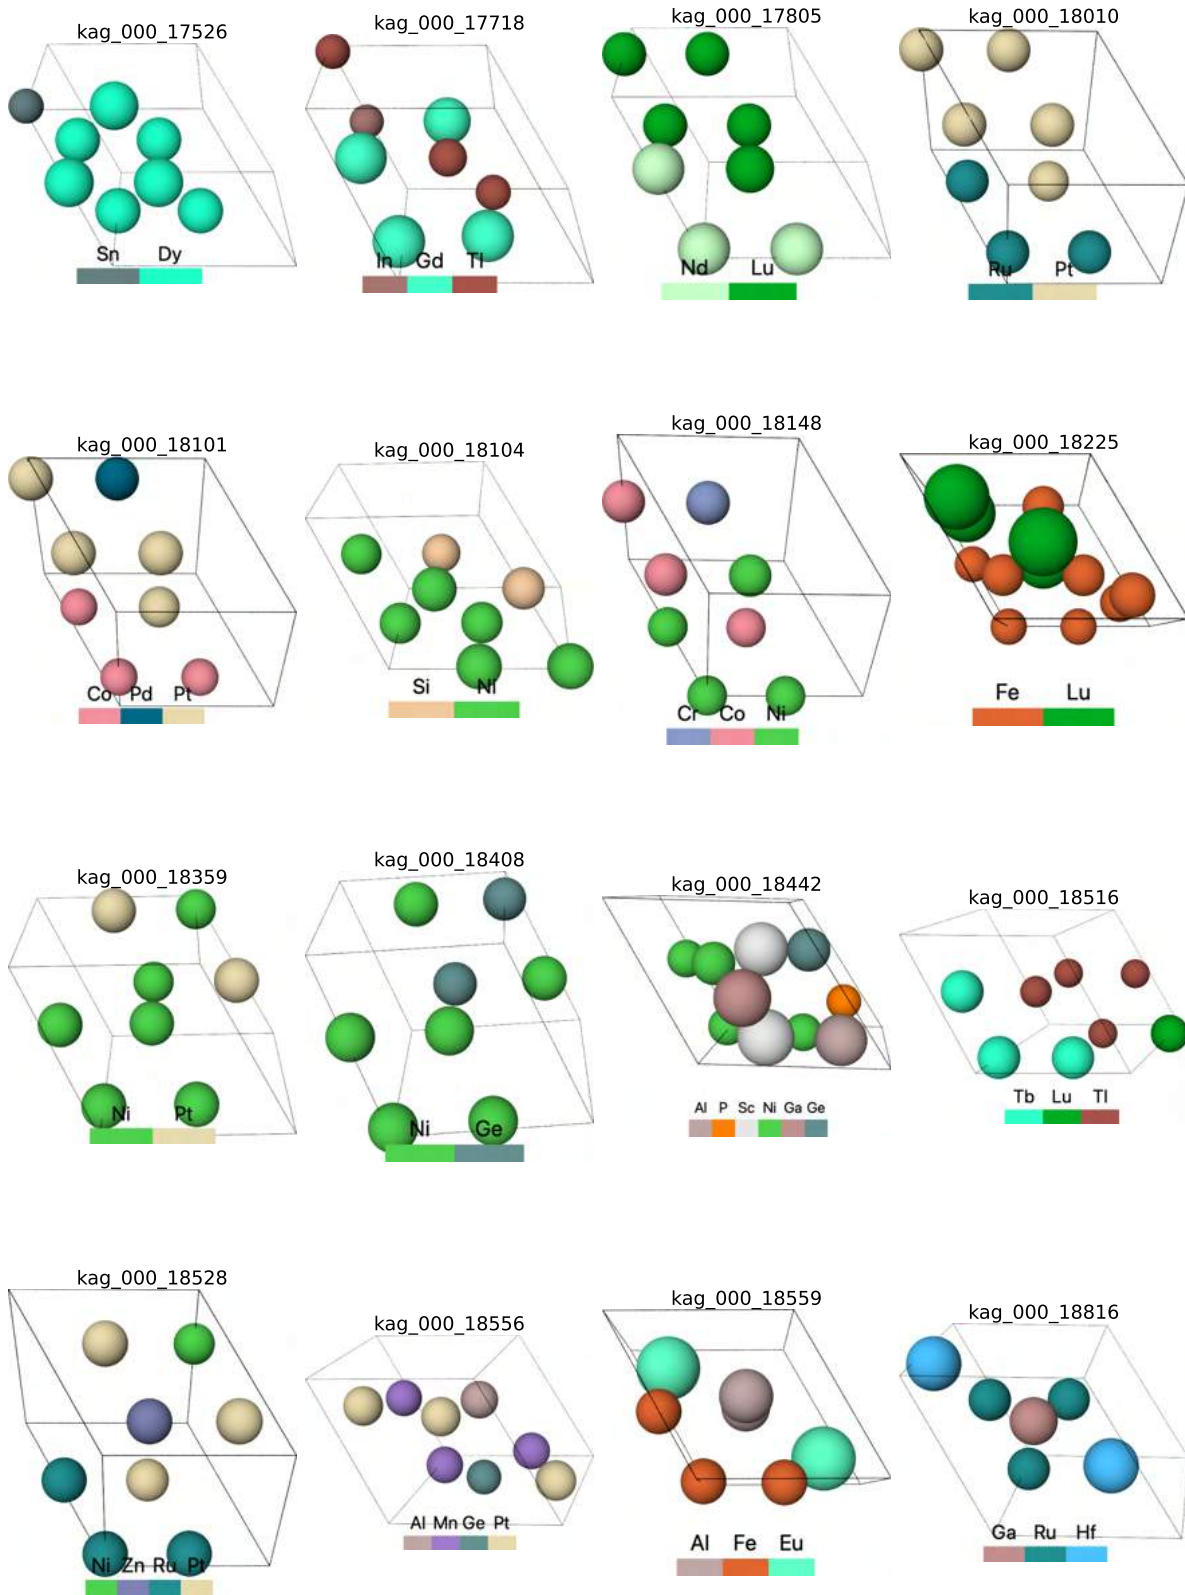 kag_000_17526
kag_000_17718
kag_000_17805
kag_000_18010
Sn Dy
In Gd Tl
Nd Lu
Ru Pt
kag_000_18101
kag_000_18104
kag_000_18148
kag_000_18225
Co Pd Pt
Si Ni
Cr Co Ni
Fe Lu
kag_000_18359
kag_000_18408
kag_000_18442
kag_000_18516
Ni Pt
Ni Ge
Al P Sc Ni Ga Ge
Tb Lu Tl
kag_000_18528
kag_000_18556
kag_000_18559
kag_000_18816
Ni Zn Ru Pt
Al Mn Ge Pt
Al Fe Eu
Ga Ru Hf